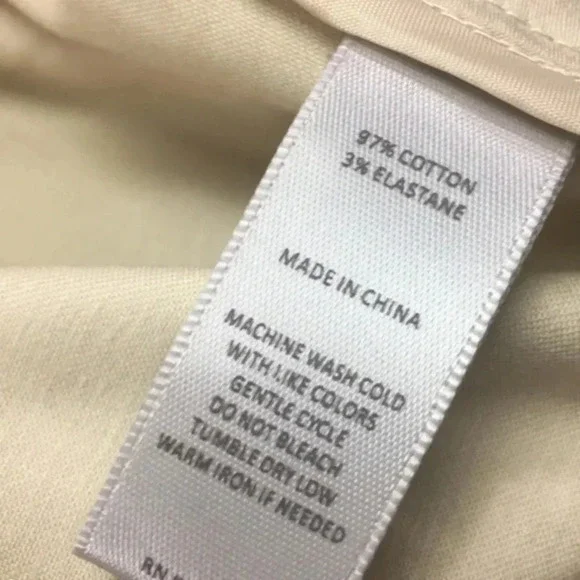 97% COTTON
3% ELASTANE
MADE IN CHINA
MACHINE WASH COLD
WITH LIKE COLORS
GENTLE CYCLE
DO NOT BLEACH
TUMBLE DRY LOW
WARM IRON IF NEEDED
RN #